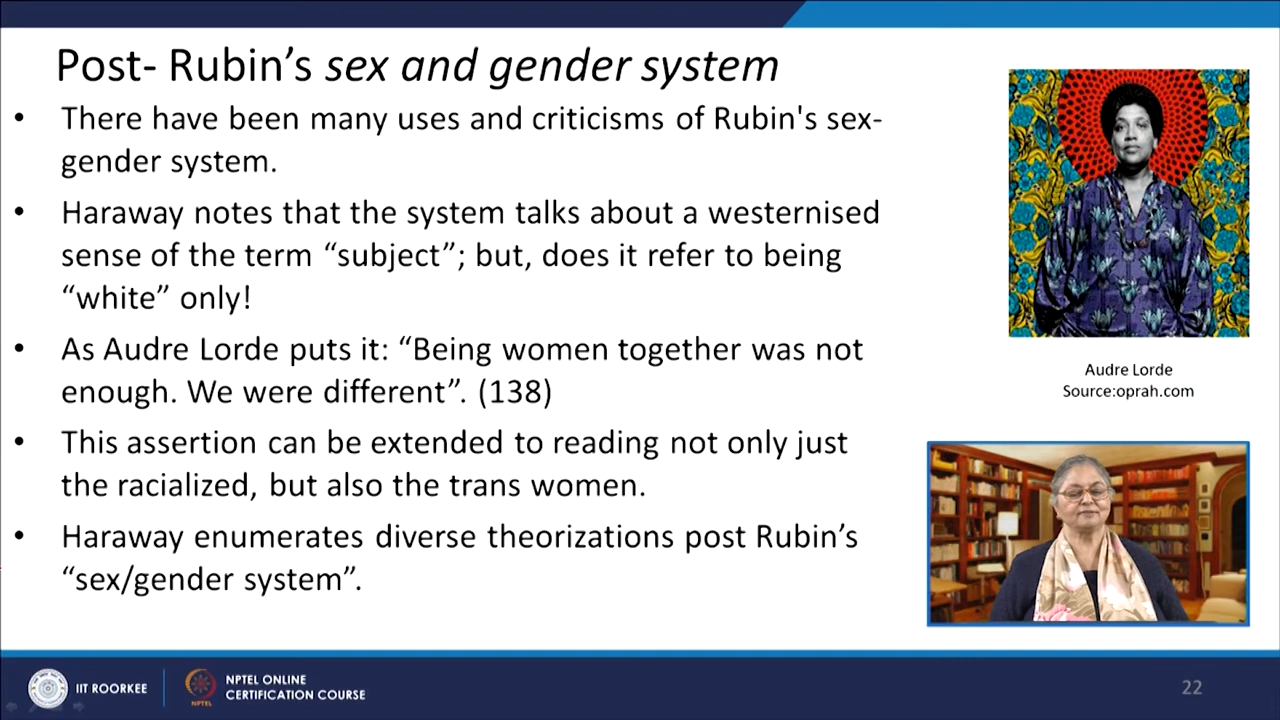 Post- Rubin’s sex and gender system
• There have been many uses and criticisms of Rubin's sex-
gender system.
• Haraway notes that the system talks about a westernised
sense of the term “subject”; but, does it refer to being
“white” only!
• As Audre Lorde puts it: “Being women together was not
enough. We were different”. (138)
• This assertion can be extended to reading not only just
the racialized, but also the trans women.
• Haraway enumerates diverse theorizations post Rubin’s
“sex/gender system”.
Audre Lorde
Source:oprah.com
IIT ROORKEE
NPTEL
NPTEL ONLINE
CERTIFICATION COURSE
22